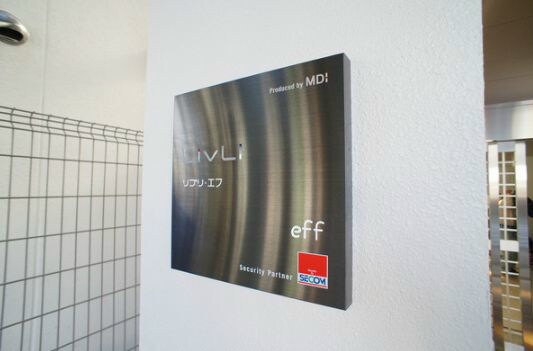 Produced by MDI
LivLi
リブリ・エフ
eff
Security Partner
SECOM